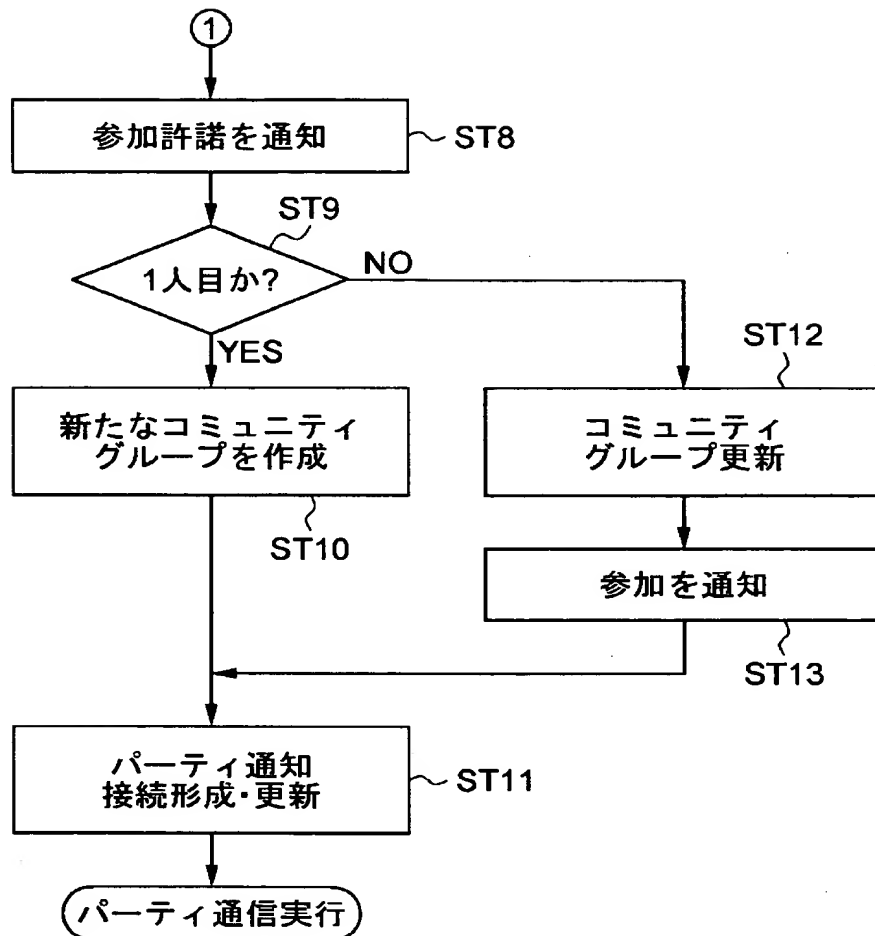 1
参加許諾を通知
ST8
ST9
1人目か?
NO
YES
ST12
新たなコミュニティ
グループを作成
ST10
コミュニティ
グループ更新
参加を通知
ST13
パーティ通知
接続形成・更新
ST11
パーティ通信実行